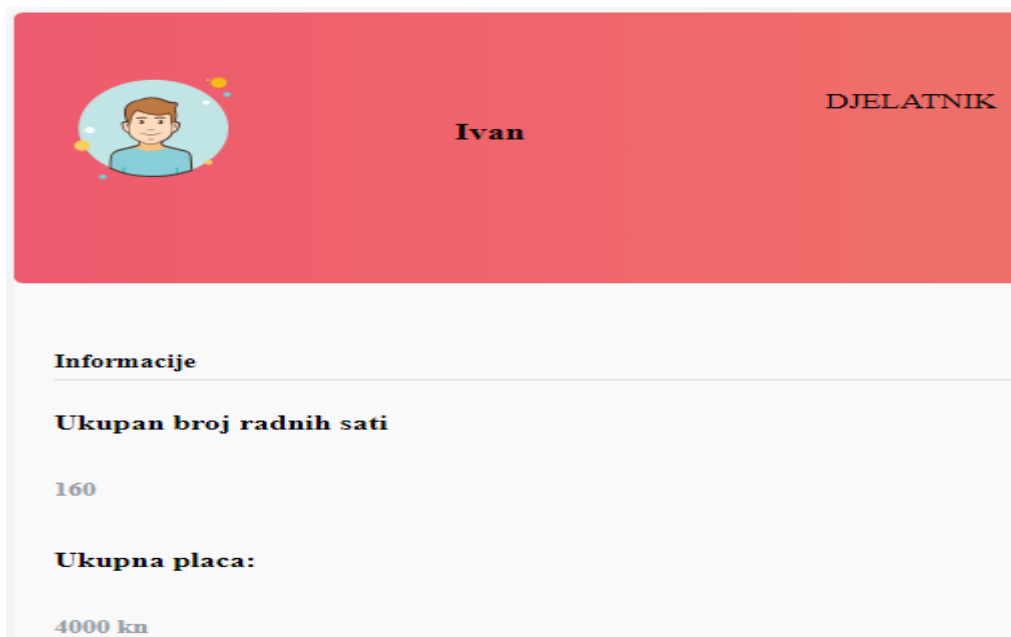 DJELATNIK
Ivan
Informacije
Ukupan broj radnih sati
160
Ukupna placa:
4000 kn